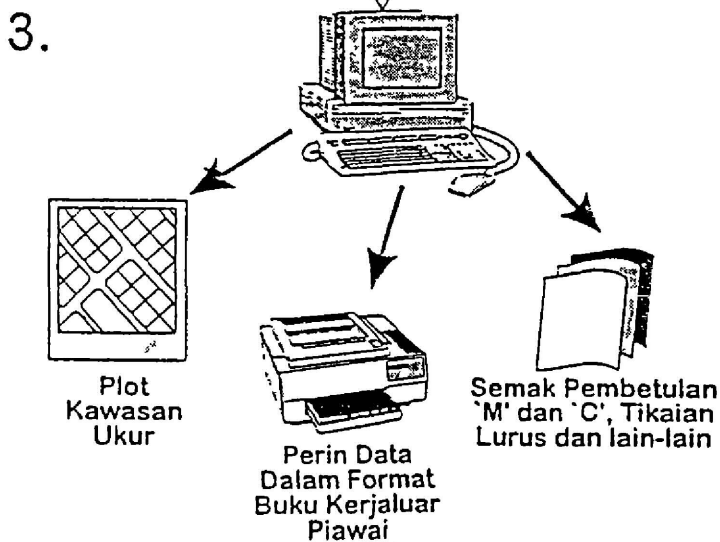 3.
Plot
Kawasan
Ukur
Perin Data
Dalam Format
Buku Kerjaluar
Piawai
Semak Pembetulan
`M' dan `C', Tikaian
Lurus dan lain-lain